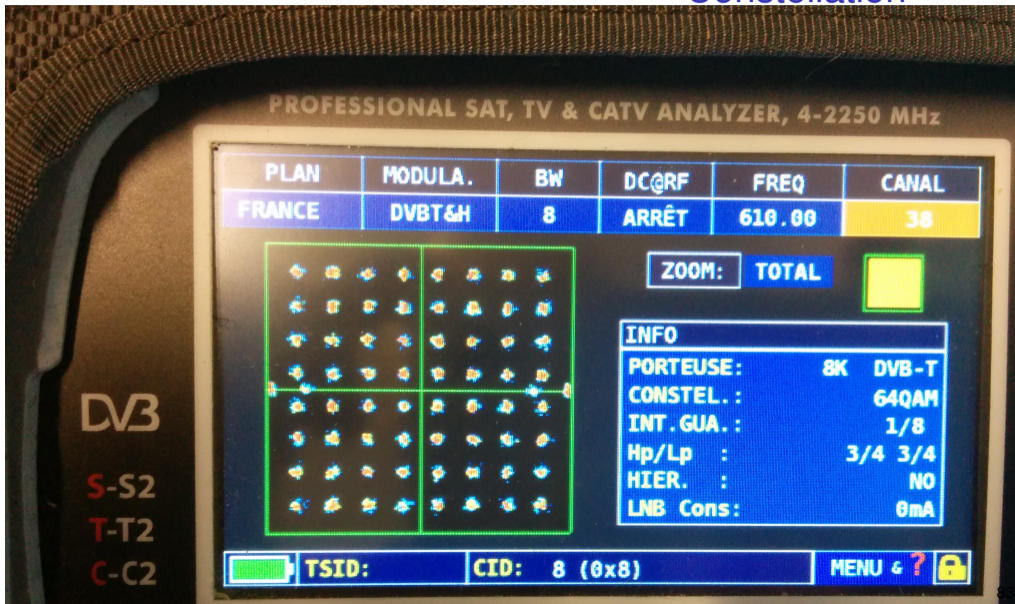 Constellation
PROFESSIONAL SAT, TV & CATV ANALYZER, 4-2250 MHz
PLAN MODULA. BW DC@RF FREQ CANAL
FRANCE DVBT&H 8 ARRÊT 610.00 38
ZOOM: TOTAL
INFO
PORTEUSE: 8K DVB-T
CONSTEL.: 64QAM
INT.GUA.: 1/8
Hp/Lp : 3/4 3/4
HIER. : NO
LNB Cons: 0mA
DVB
S-S2
T-T2
C-C2
TSID: CID: 8 (0x8) MENU & ?